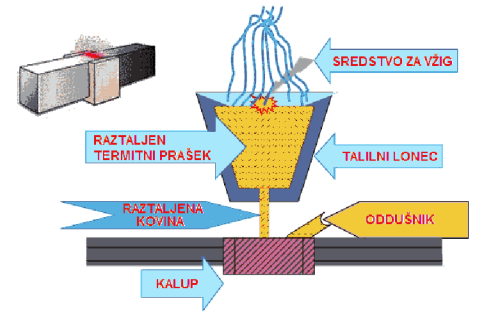 SREDSTVO ZA VŽIG
RAZTALJEN
TERMITNI PRAŠEK
TALILNI LONEC
RAZTALJENA
KOVINA
ODDUŠNIK
KALUP